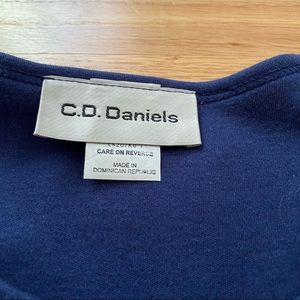 C.D. Daniels
CARE ON REVERSE
MADE IN
DOMINICAN REPUBLIC